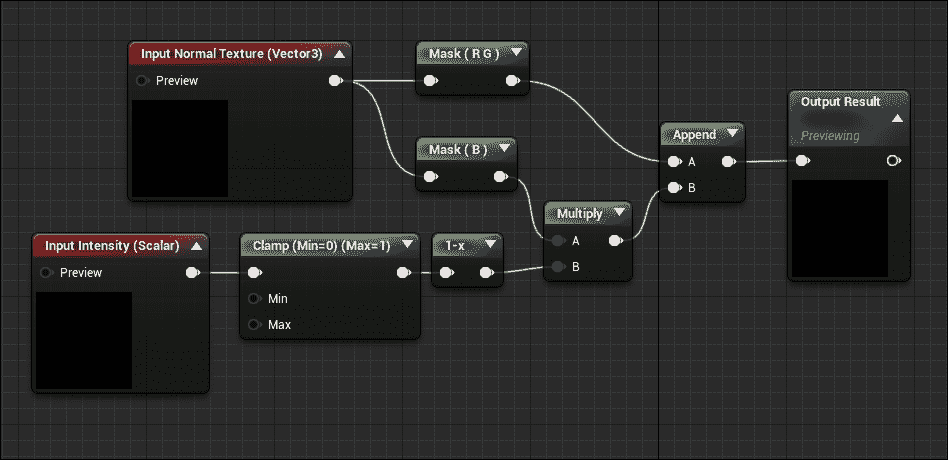 Input Normal Texture (Vector3)
Preview
Mask ( R G )
Mask ( B )
Input Intensity (Scalar)
Preview
Clamp (Min=0) (Max=1)
Min
Max
1-x
Multiply
A
B
Append
A
B
Output Result
Previewing